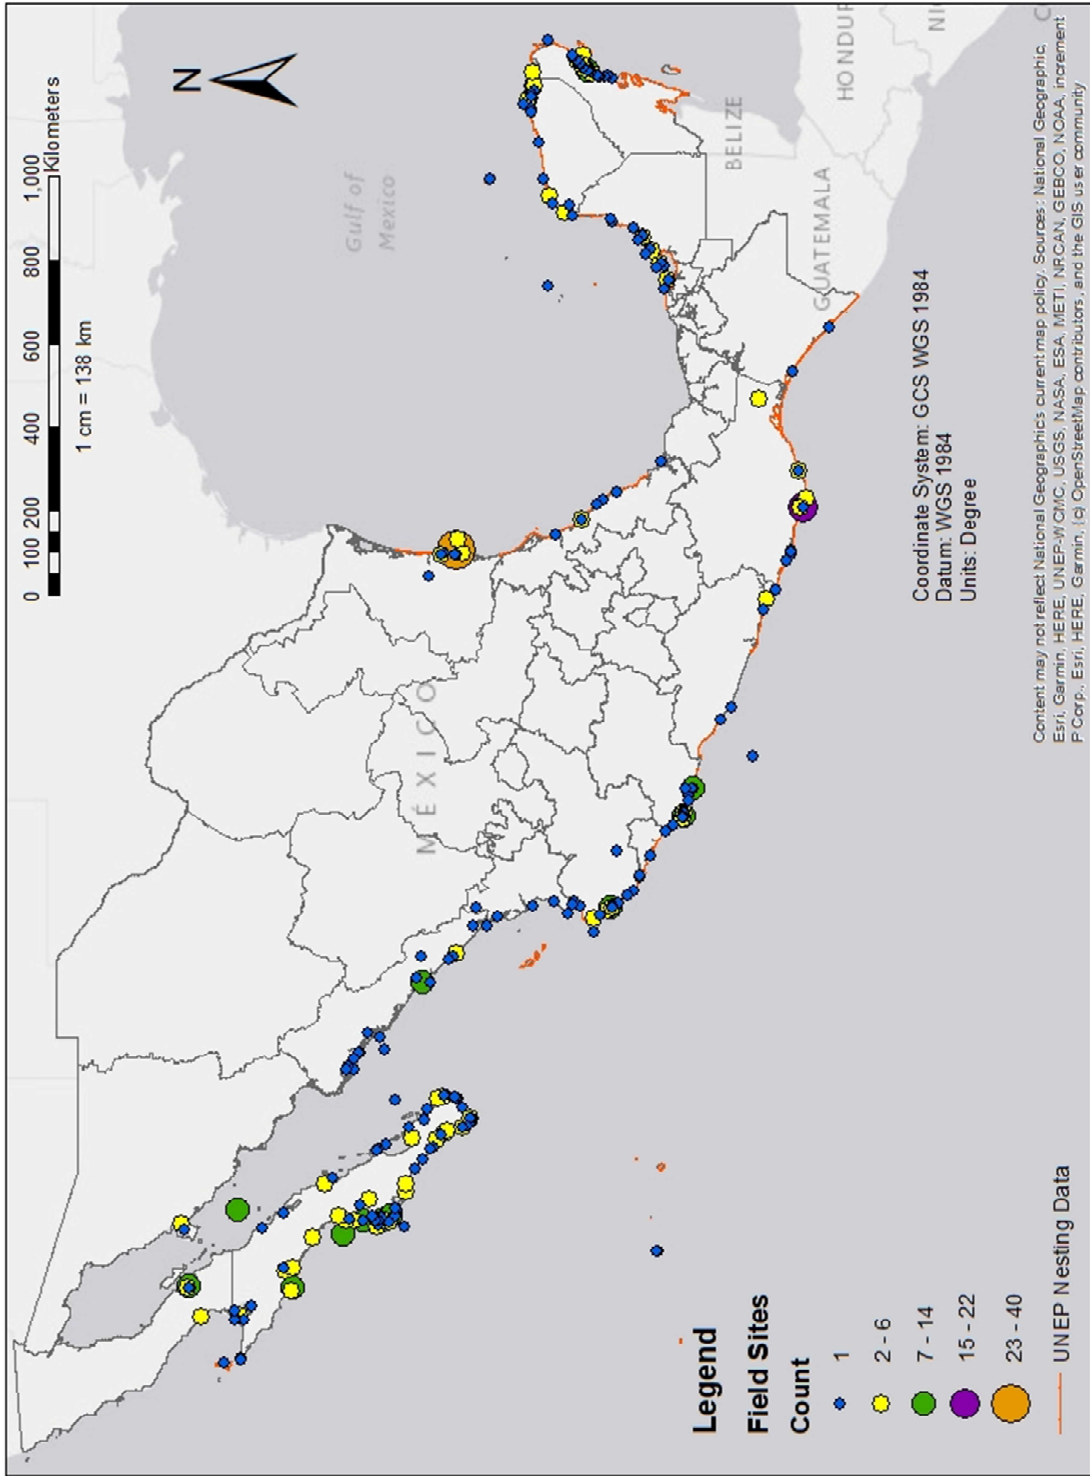 N
0 100 200 400 600 800 1,000
Kilometers
1 cm = 138 km
Gulf of
Mexico
MÉXICO
BELIZE
GUATEMALA
HONDUR
NI
C
Coordinate System: GCS WGS 1984
Datum: WGS 1984
Units: Degree
Legend
Field Sites
Count
1
2 - 6
7 - 14
15 - 22
23 - 40
UNEP Nesting Data
Content may not reflect National Geographic's current map policy. Sources: National Geographic,
Esri, Garmin, HERE, UNEP-WCMC, USGS, NASA, ESA, METI, NRCAN, GEBCO, NOAA, increment
P Corp., Esri, HERE, Garmin, (c) OpenStreetMap contributors, and the GIS user community